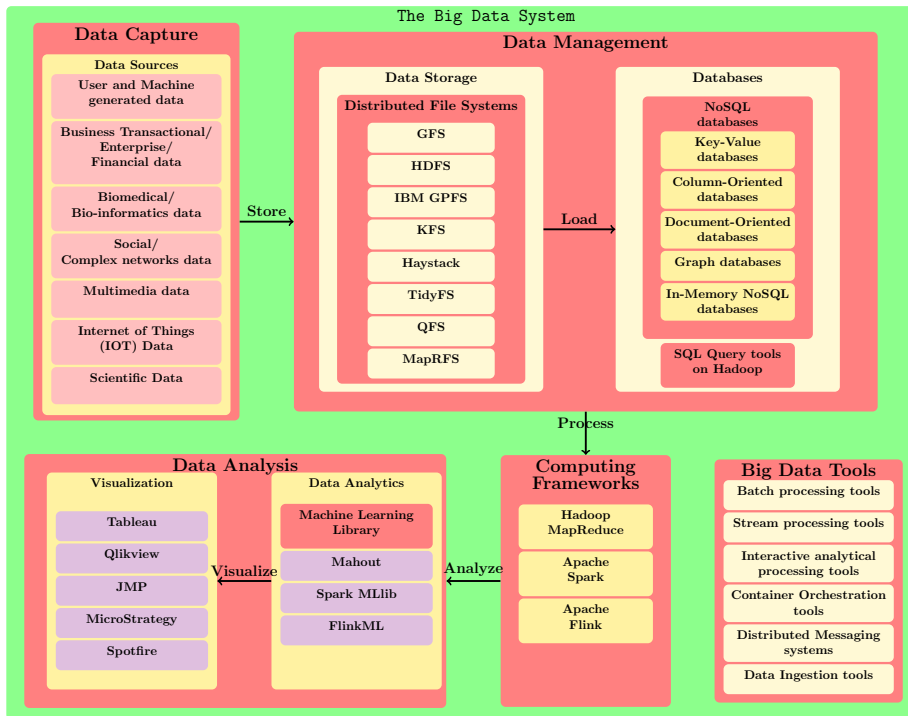 The Big Data System
Data Capture
Data Sources
User and Machine
generated data
Business Transactional/
Enterprise/
Financial data
Biomedical/
Bio-informatics data
Social/
Complex networks data
Multimedia data
Internet of Things
(IOT) Data
Scientific Data
Store
Data Management
Data Storage
Distributed File Systems
GFS
HDFS
IBM GPFS
KFS
Haystack
TidyFS
QFS
MapRFS
Load
Databases
NoSQL
databases
Key-Value
databases
Column-Oriented
databases
Document-Oriented
databases
Graph databases
In-Memory NoSQL
databases
SQL Query tools
on Hadoop
Process
Data Analysis
Visualization
Tableau
Qlikview
JMP
MicroStrategy
Spotfire
Visualize
Data Analytics
Machine Learning
Library
Mahout
Spark MLlib
FlinkML
Analyze
Computing
Frameworks
Hadoop
MapReduce
Apache
Spark
Apache
Flink
Big Data Tools
Batch processing tools
Stream processing tools
Interactive analytical
processing tools
Container Orchestration
tools
Distributed Messaging
systems
Data Ingestion tools